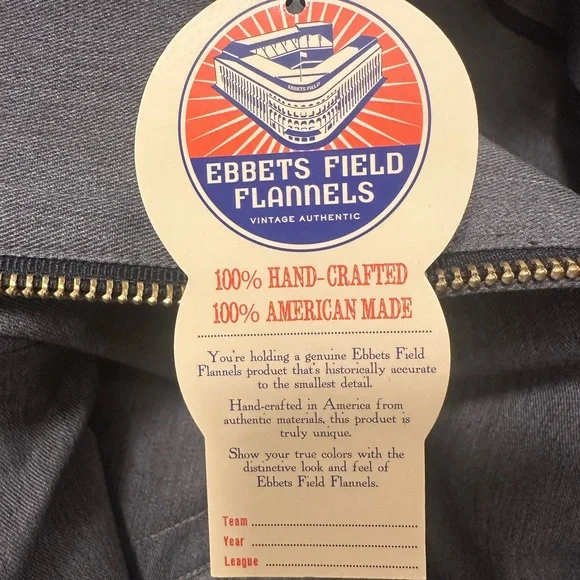 EBBETS FIELD
EBBETS FIELD
FLANNELS
VINTAGE AUTHENTIC
100% HAND-CRAFTED
100% AMERICAN MADE
You're holding a genuine Ebbets Field
Flannels product that's historically accurate
to the smallest detail.
Hand-crafted in America from
authentic materials, this product is
truly unique.
Show your true colors with the
distinctive look and feel of
Ebbets Field Flannels.
Team
Year
League